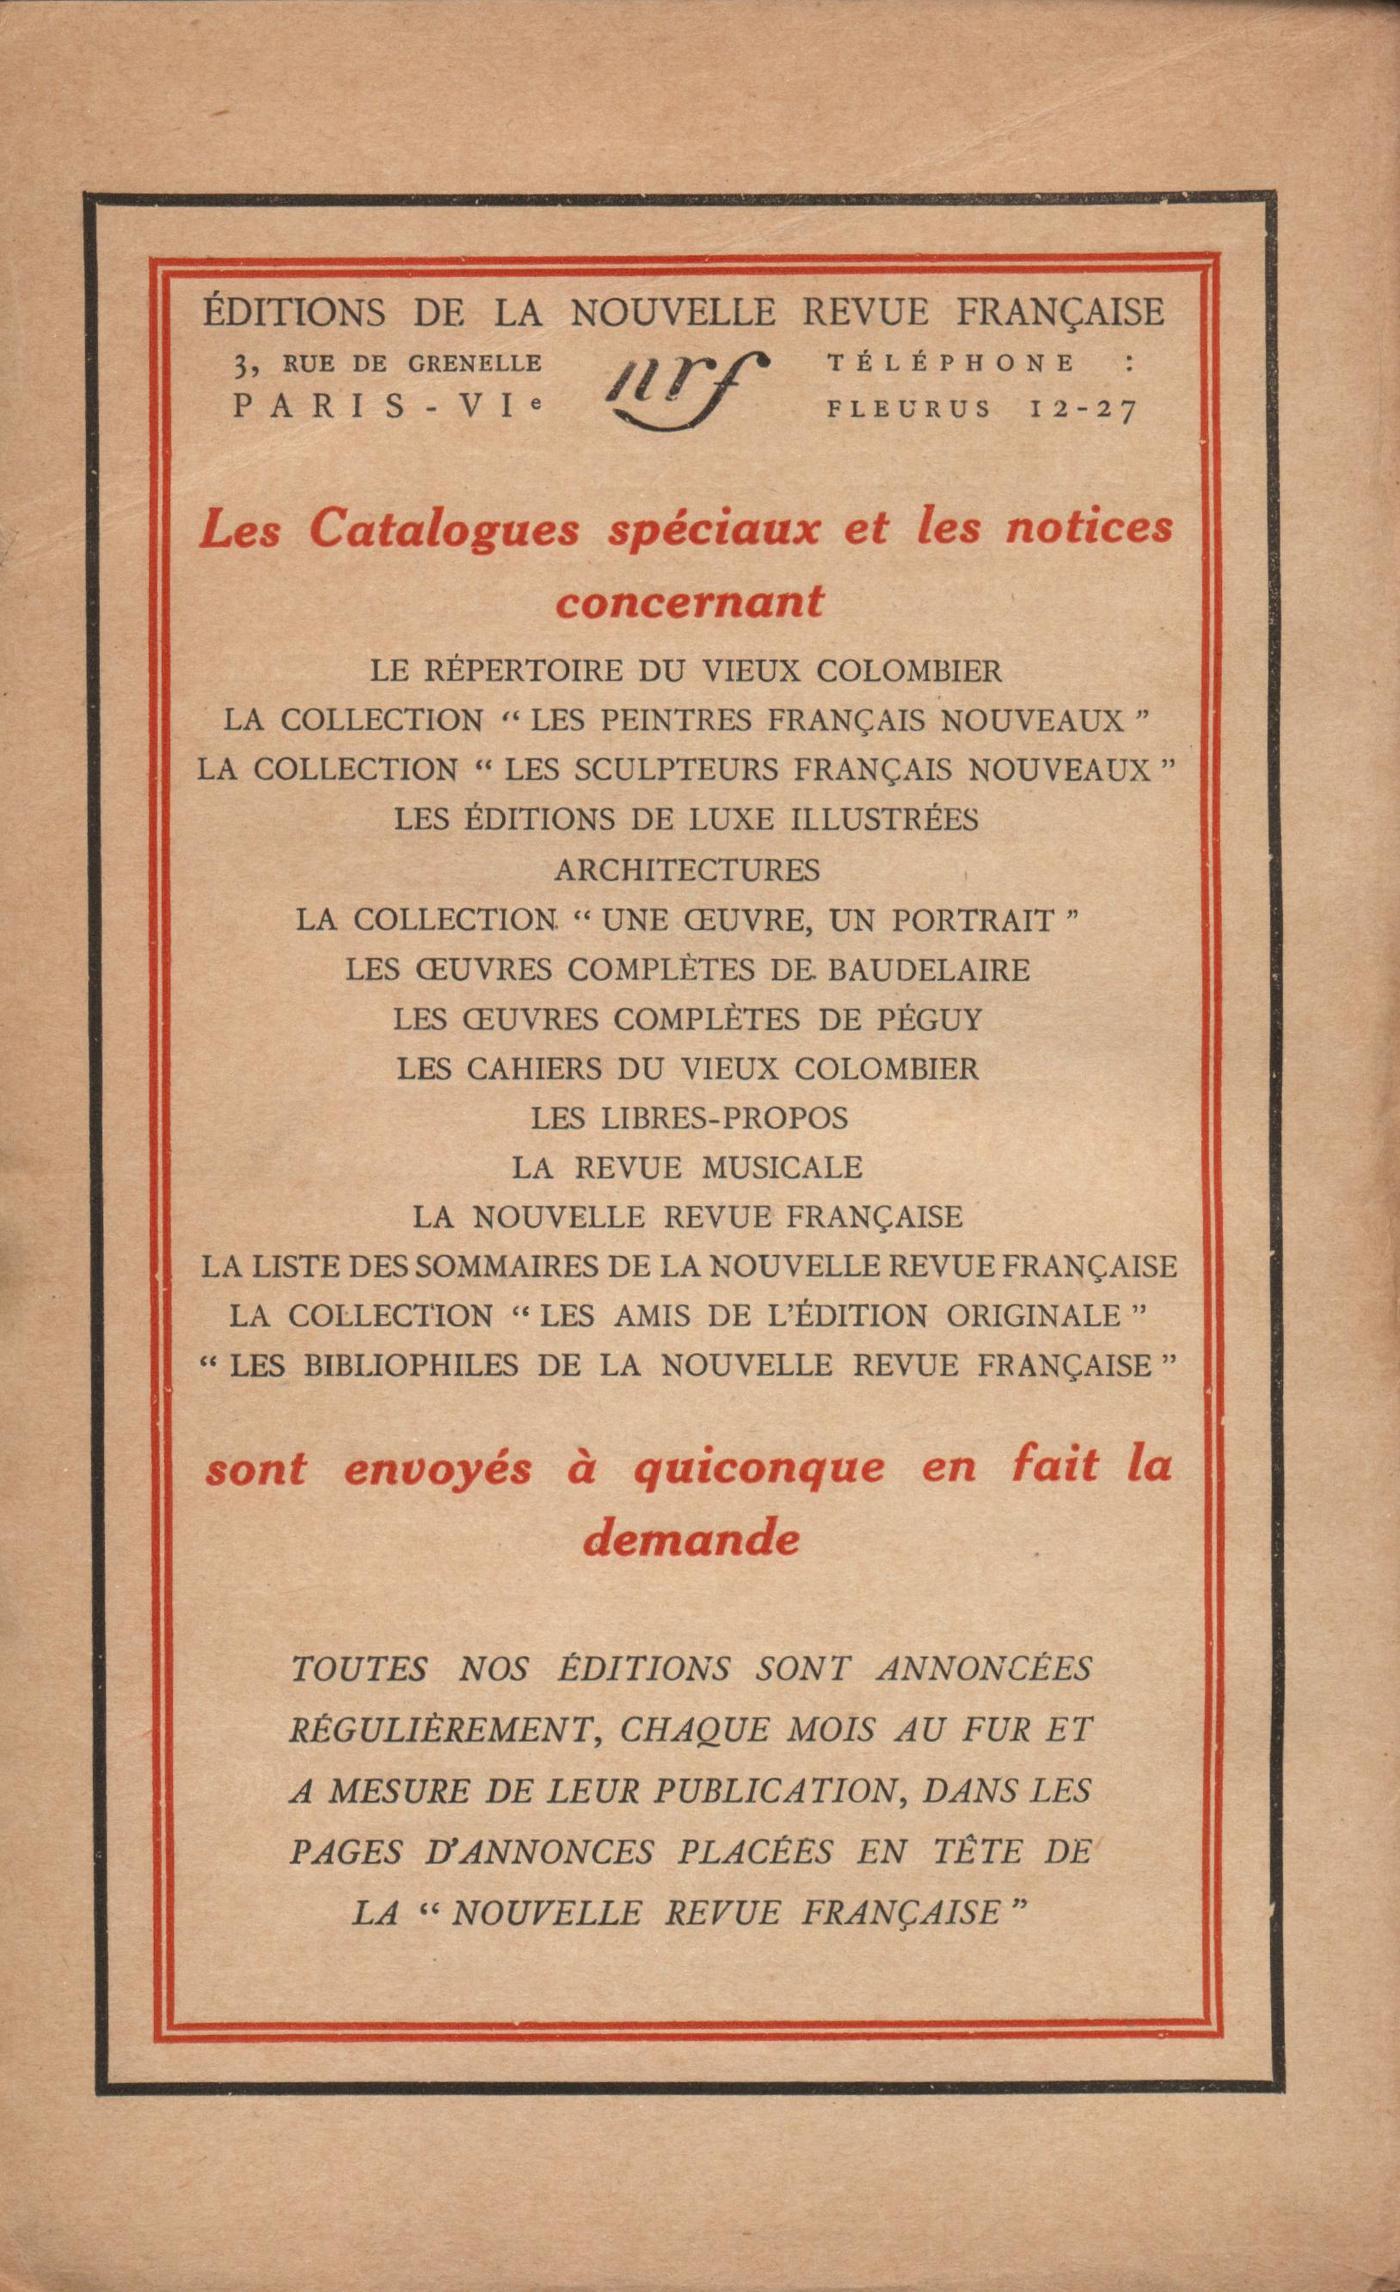 ÉDITIONS DE LA NOUVELLE REVUE FRANÇAISE
3, RUE DE GRENELLE
PARIS-VIe
nrf
TÉLÉPHONE :
FLEURUS 12-27
Les Catalogues spéciaux et les notices
concernant
LE RÉPERTOIRE DU VIEUX COLOMBIER
LA COLLECTION “ LES PEINTRES FRANÇAIS NOUVEAUX ”
LA COLLECTION “ LES SCULPTEURS FRANÇAIS NOUVEAUX ”
LES ÉDITIONS DE LUXE ILLUSTRÉES
ARCHITECTURES
LA COLLECTION “ UNE ŒUVRE, UN PORTRAIT ”
LES ŒUVRES COMPLÈTES DE BAUDELAIRE
LES ŒUVRES COMPLÈTES DE PÉGUY
LES CAHIERS DU VIEUX COLOMBIER
LES LIBRES-PROPOS
LA REVUE MUSICALE
LA NOUVELLE REVUE FRANÇAISE
LA LISTE DES SOMMAIRES DE LA NOUVELLE REVUE FRANÇAISE
LA COLLECTION “ LES AMIS DE L'ÉDITION ORIGINALE ”
“ LES BIBLIOPHILES DE LA NOUVELLE REVUE FRANÇAISE ”
sont envoyés à quiconque en fait la
demande
TOUTES NOS ÉDITIONS SONT ANNONCÉES
RÉGULIÈREMENT, CHAQUE MOIS AU FUR ET
A MESURE DE LEUR PUBLICATION, DANS LES
PAGES D'ANNONCES PLACÉES EN TÊTE DE
LA “ NOUVELLE REVUE FRANÇAISE ”